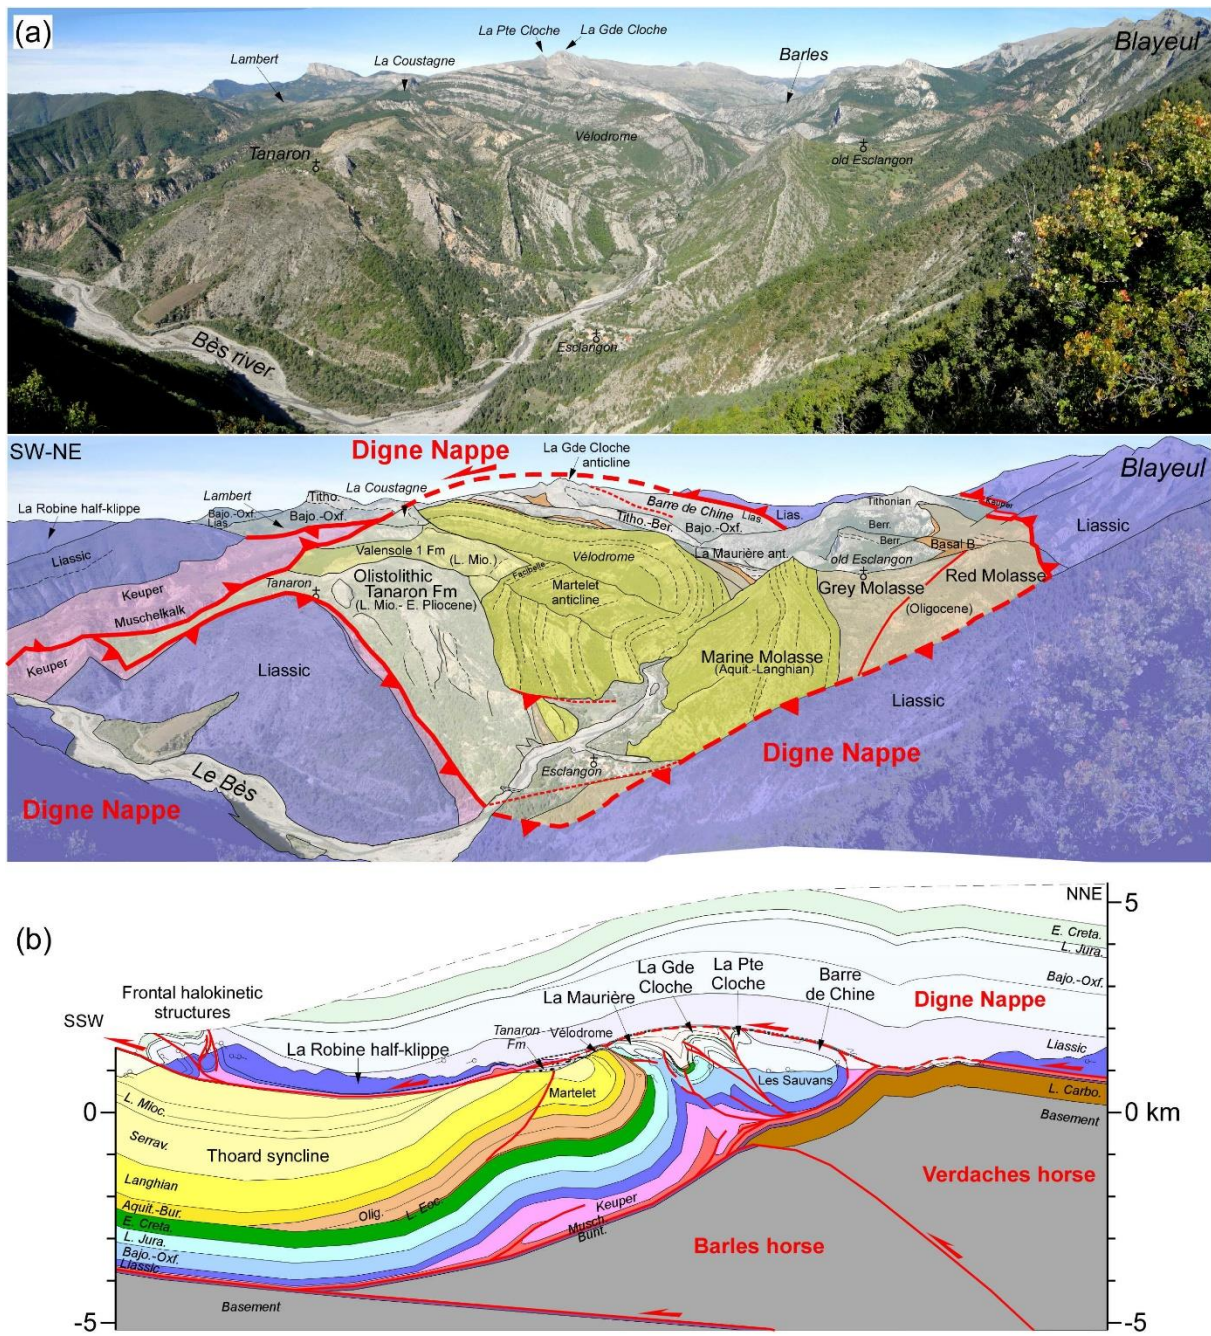 (a)
La Pte Cloche
La Gde Cloche
Blayeul
Lambert
La Coustagne
Barles
Vélodrome
Tanaron
old Esclangon
Bès river
Esclangon
SW-NE
Digne Nappe
La Gde Cloche
anticline
Blayeul
La Robine half-klippe
Lambert
Titho.
La Coustagne
Barre de Chine
Tithonian
Keuper
Bajo.-Oxf.
Lias.
Bajo.-Oxf.
Lias.
Lias.
Titho.-Ber.
Bajo.-Oxf.
Berr.
Liassic
Liassic
Valensole 1 Fm
(L. Mio.)
Vélodrome
La Maurière ant.
Berr.
Basal B.
old Esclangon
Keuper
Tanaron
Olistolithic
Tanaron Fm
(L. Mio.- E. Pliocene)
Facibelle
Martelet
anticline
Grey Molasse
Red Molasse
(Oligocene)
Muschelkalk
Keuper
Liassic
Marine Molasse
(Aquit.-Langhian)
Liassic
Le Bès
Esclangon
Digne Nappe
Digne Nappe
(b)
NNE
5
5
E. Creta.
L. Jura.
Bajo.-Oxf.
Digne Nappe
Liassic
La Gde
Cloche
La Pte
Cloche
Barre
de Chine
La Maurière
Frontal halokinetic
structures
SSW
Tanaron
Fm
Vélodrome
La Robine half-klippe
Les Sauvans
Martelet
L. Carbo.
Basement
0
0 km
L. Mioc.
Serrav.
Thoard syncline
Langhian
Aquit-Bur.
E. Creta.
L. Jura.
Bajo.-Oxf.
Liassic
Olig.
L. Eoc.
Keuper
Musch.
Bunt.
Verdaches horse
Barles horse
Basement
-5
-5